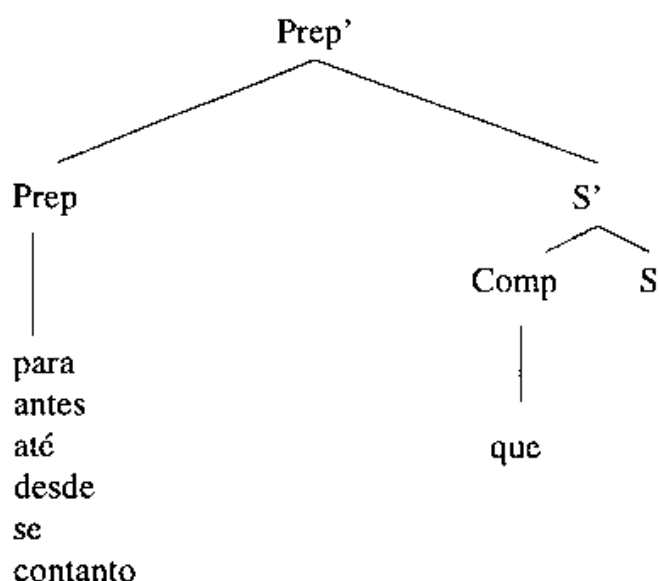 Prep’
Prep S’
Comp S
para
antes
até que
desde
se
contanto